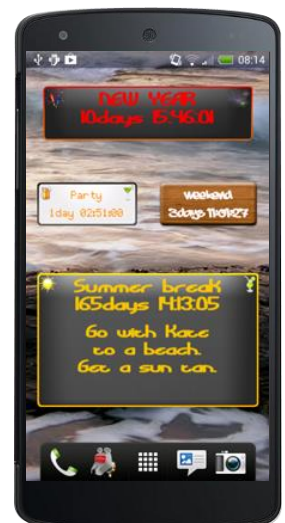 08:14
NEW YEAR
10days 15:46:01
Party
1day 02:51:00
weekend
3days 11:01:27
Summer break
165days 14:13:05
Go with Kate
to a beach.
Get a sun tan.